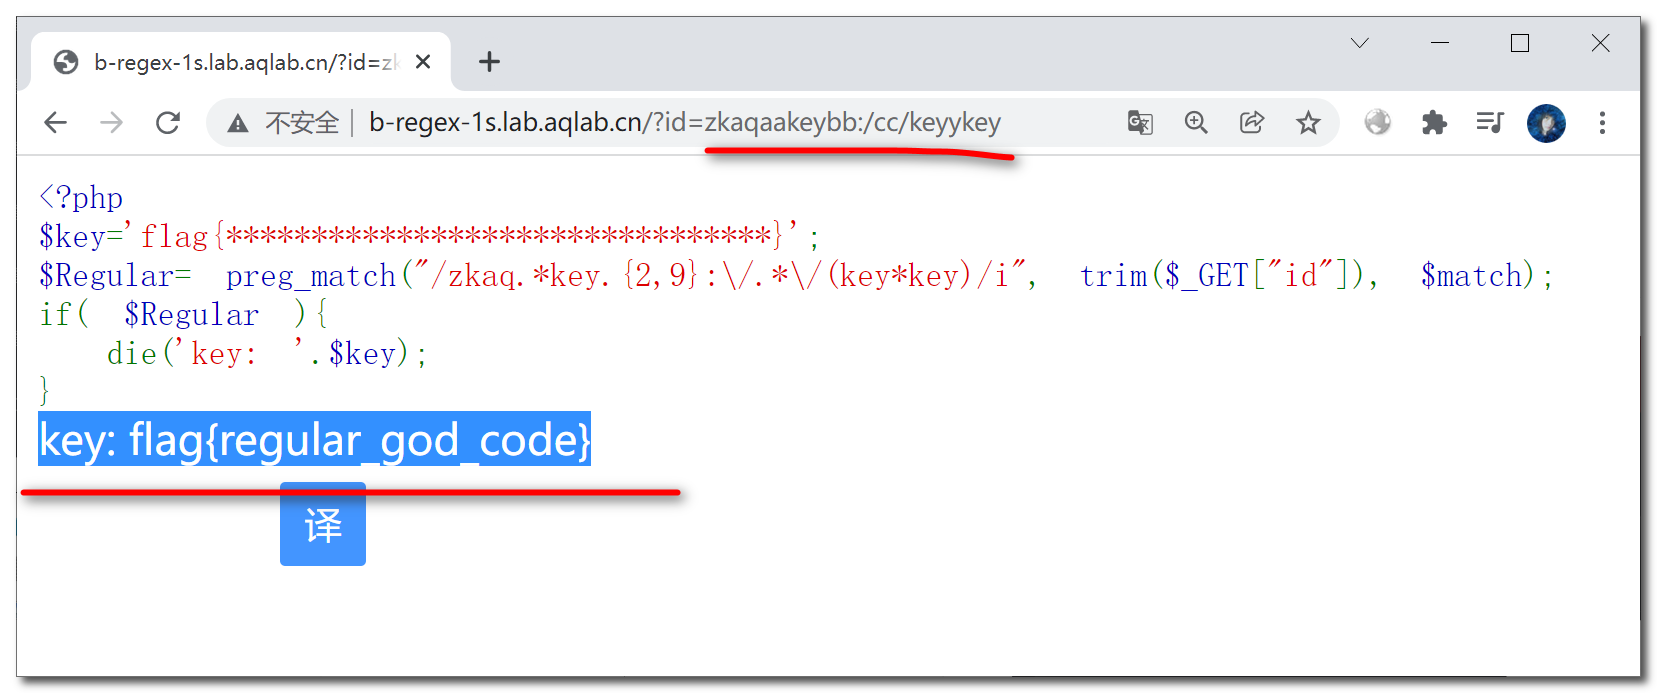 b-regex-1s.lab.aqlab.cn/?id=zk
不安全 b-regex-1s.lab.aqlab.cn/?id=zkaqaakeybb:/cc/keyykey
<?php
$key='flag{********************************}';
$Regular=  preg_match("/zkaq.*key.{2,9}:\/.*\/(key*key)/i",  trim($_GET["id"]),  $match);
if(  $Regular  ){
    die('key:  '.$key);
}
key: flag{regular_god_code}
译